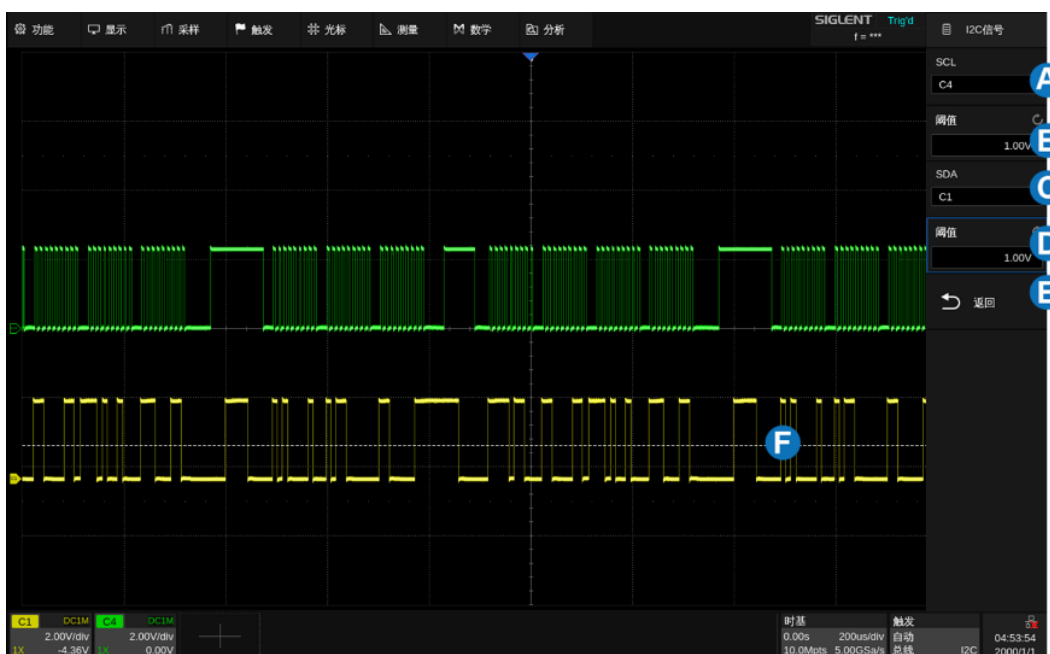 功能 显示 采样 触发 光标 测量 数学 分析 SIGLENT Trig'd I2C信号
f = ***
SCL
A
C4
阈值
B
1.00V
SDA
C
C1
阈值
D
1.00V
E
返回
F
C1 DC1M C4 DC1M 时基 触发
2.00V/div 2.00V/div 0.00s 200us/div 自动 04:53:54
1X -4.36V 1X 0.00V 10.0Mpts 5.00GSa/s 总线 I2C 2000/1/1